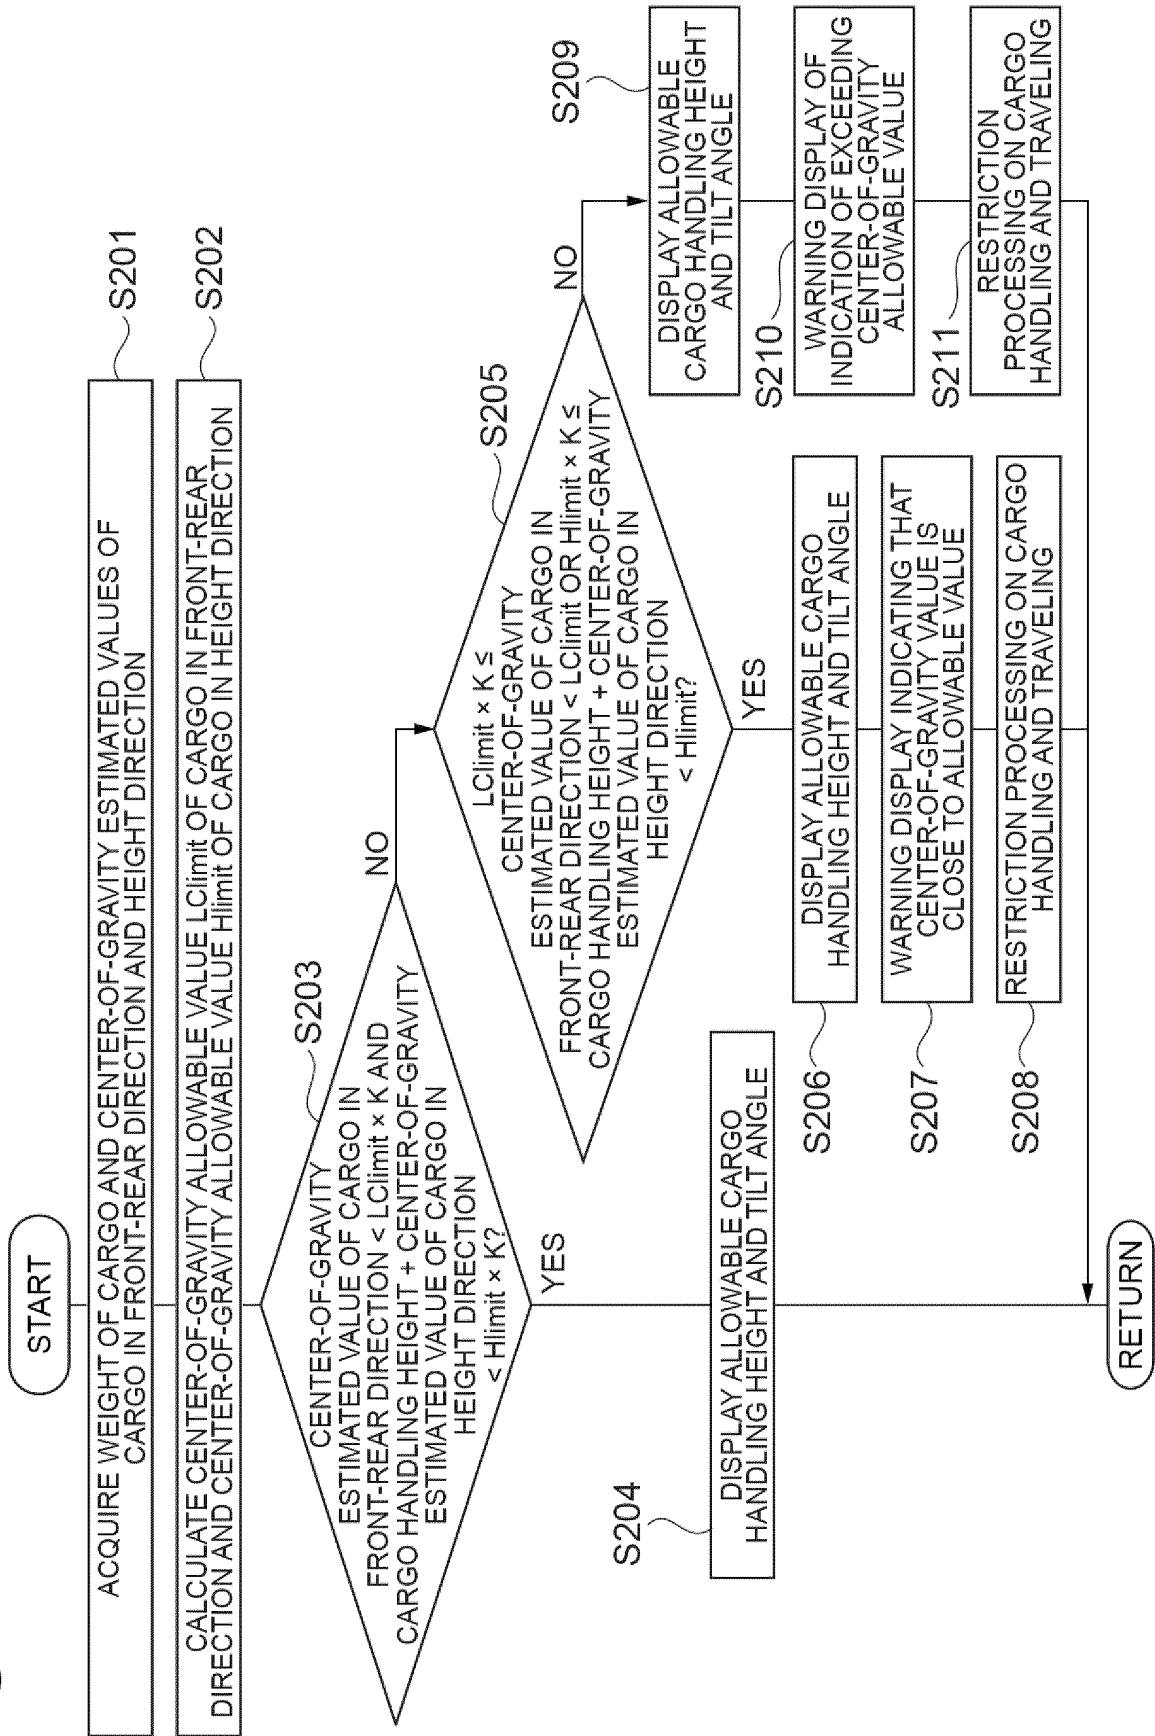 START
ACQUIRE WEIGHT OF CARGO AND CENTER-OF-GRAVITY ESTIMATED VALUES OF
CARGO IN FRONT-REAR DIRECTION AND HEIGHT DIRECTION
S201
CALCULATE CENTER-OF-GRAVITY ALLOWABLE VALUE LClimit OF CARGO IN FRONT-REAR
DIRECTION AND CENTER-OF-GRAVITY ALLOWABLE VALUE Hlimit OF CARGO IN HEIGHT DIRECTION
S202
S203
CENTER-OF-GRAVITY
ESTIMATED VALUE OF CARGO IN
FRONT-REAR DIRECTION < LClimit × K AND
CARGO HANDLING HEIGHT + CENTER-OF-GRAVITY
ESTIMATED VALUE OF CARGO IN
HEIGHT DIRECTION
< Hlimit × K?
NO
YES
S204
DISPLAY ALLOWABLE CARGO
HANDLING HEIGHT AND TILT ANGLE
S205
LClimit × K ≤
CENTER-OF-GRAVITY
ESTIMATED VALUE OF CARGO IN
FRONT-REAR DIRECTION < LClimit OR Hlimit × K ≤
CARGO HANDLING HEIGHT + CENTER-OF-GRAVITY
ESTIMATED VALUE OF CARGO IN
HEIGHT DIRECTION
< Hlimit?
NO
YES
S206
DISPLAY ALLOWABLE CARGO
HANDLING HEIGHT AND TILT ANGLE
S207
WARNING DISPLAY INDICATING THAT
CENTER-OF-GRAVITY VALUE IS
CLOSE TO ALLOWABLE VALUE
S208
RESTRICTION PROCESSING ON CARGO
HANDLING AND TRAVELING
S209
DISPLAY ALLOWABLE
CARGO HANDLING HEIGHT
AND TILT ANGLE
S210
WARNING DISPLAY OF
INDICATION OF EXCEEDING
CENTER-OF-GRAVITY
ALLOWABLE VALUE
S211
RESTRICTION
PROCESSING ON CARGO
HANDLING AND TRAVELING
RETURN